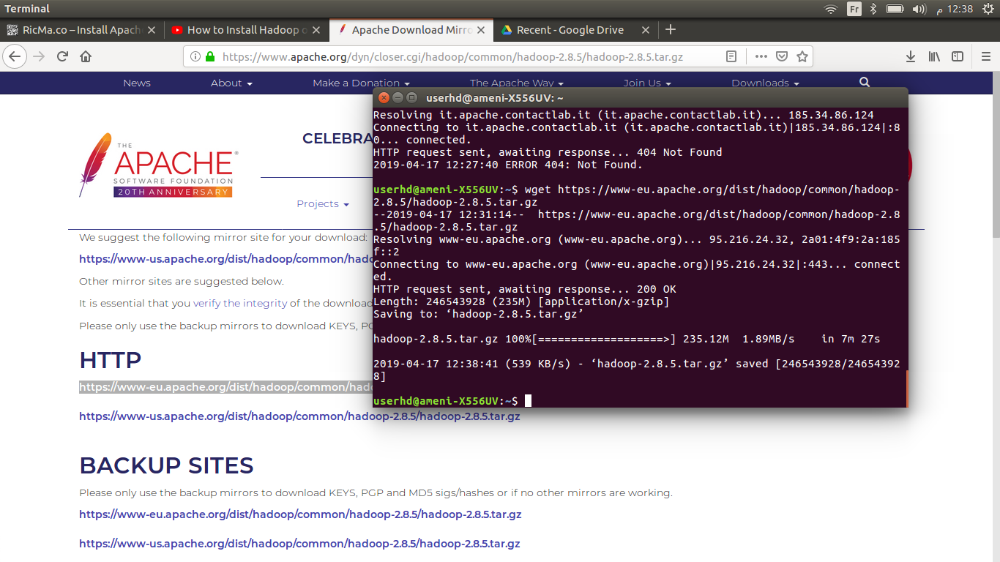 Terminal
Fr
م 12:38
RicMa.co – Install Apach
How to Install Hadoop o
Apache Download Mirro
Recent - Google Drive
https://www.apache.org/dyn/closer.cgi/hadoop/common/hadoop-2.8.5/hadoop-2.8.5.tar.gz
News
About
Make a Donation
The Apache Way
Join Us
Downloads
THE
APACHE®
SOFTWARE FOUNDATION
20TH ANNIVERSARY
CELEBRA
Projects
We suggest the following mirror site for your download:
https://www-us.apache.org/dist/hadoop/common/hado
Other mirror sites are suggested below.
It is essential that you verify the integrity of the download
Please only use the backup mirrors to download KEYS, PG
HTTP
https://www-eu.apache.org/dist/hadoop/common/hado
https://www-us.apache.org/dist/hadoop/common/hadoop-2.8.5/hadoop-2.8.5.tar.gz
BACKUP SITES
Please only use the backup mirrors to download KEYS, PGP and MD5 sigs/hashes or if no other mirrors are working.
https://www-eu.apache.org/dist/hadoop/common/hadoop-2.8.5/hadoop-2.8.5.tar.gz
https://www-us.apache.org/dist/hadoop/common/hadoop-2.8.5/hadoop-2.8.5.tar.gz
userhd@ameni-X556UV: ~
Resolving it.apache.contactlab.it (it.apache.contactlab.it)... 185.34.86.124
Connecting to it.apache.contactlab.it (it.apache.contactlab.it)|185.34.86.124|:8
0... connected.
HTTP request sent, awaiting response... 404 Not Found
2019-04-17 12:27:40 ERROR 404: Not Found.
userhd@ameni-X556UV:~$ wget https://www-eu.apache.org/dist/hadoop/common/hadoop-
2.8.5/hadoop-2.8.5.tar.gz
--2019-04-17 12:31:14--  https://www-eu.apache.org/dist/hadoop/common/hadoop-2.8
.5/hadoop-2.8.5.tar.gz
Resolving www-eu.apache.org (www-eu.apache.org)... 95.216.24.32, 2a01:4f9:2a:185
f::2
Connecting to www-eu.apache.org (www-eu.apache.org)|95.216.24.32|:443... connect
ed.
HTTP request sent, awaiting response... 200 OK
Length: 246543928 (235M) [application/x-gzip]
Saving to: ‘hadoop-2.8.5.tar.gz’
hadoop-2.8.5.tar.gz 100%[===================>] 235.12M  1.89MB/s    in 7m 27s
2019-04-17 12:38:41 (539 KB/s) - ‘hadoop-2.8.5.tar.gz’ saved [246543928/24654392
8]
userhd@ameni-X556UV:~$